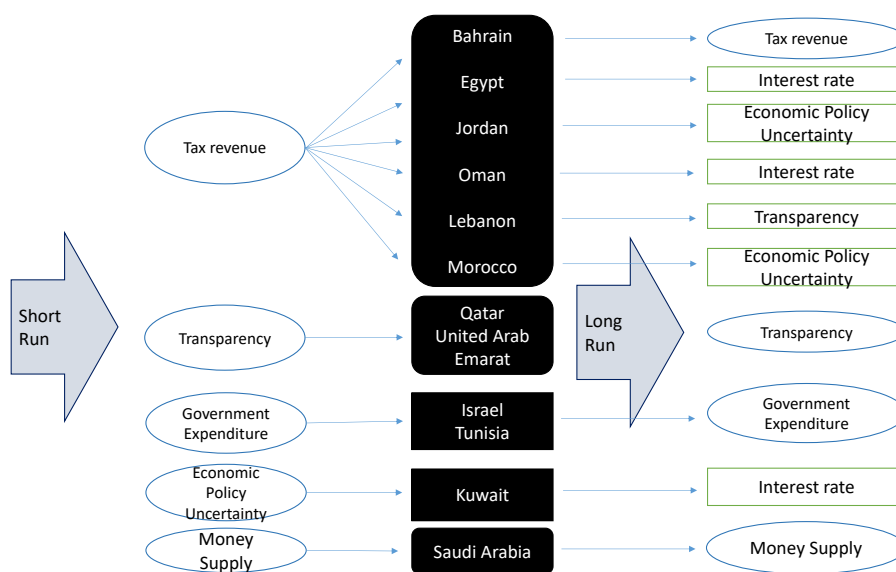 Bahrain
Tax revenue
Egypt
Interest rate
Jordan
Economic Policy
Uncertainty
Tax revenue
Oman
Interest rate
Lebanon
Transparency
Morocco
Economic Policy
Uncertainty
Short
Run
Transparency
Qatar
United Arab
Emarat
Long
Run
Transparency
Government
Expenditure
Israel
Tunisia
Government
Expenditure
Economic
Policy
Uncertainty
Kuwait
Interest rate
Money
Supply
Saudi Arabia
Money Supply